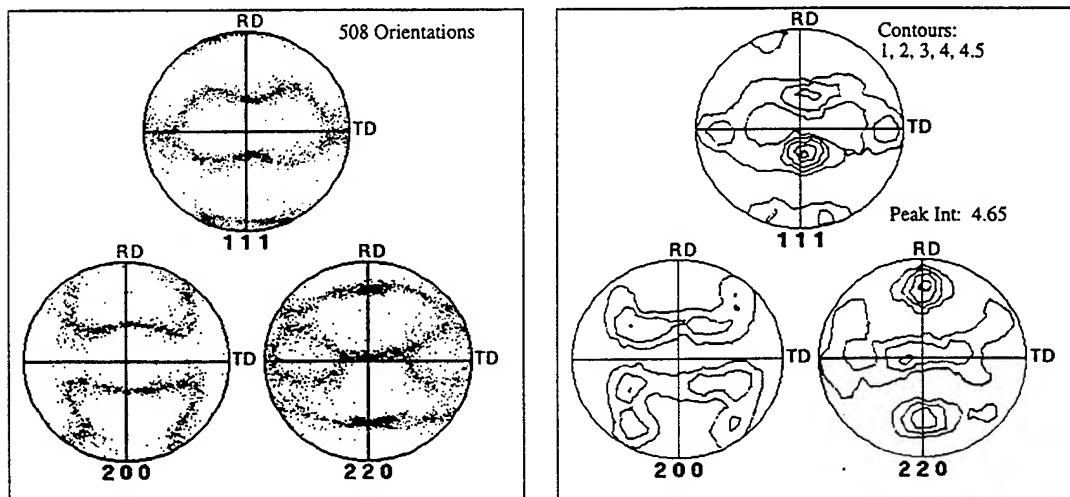 RD
508 Orientations
TD
111
RD
TD
200
RD
TD
220
RD
Contours:
1, 2, 3, 4, 4.5
TD
Peak Int: 4.65
111
RD
TD
200
RD
TD
220